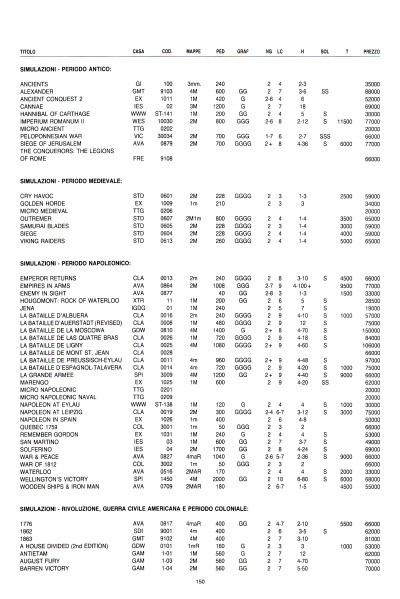 TITOLO CASA COD. MAPPE PED GRAF NG LC H SOL T PREZZO
SIMULAZIONI - PERIODO ANTICO:
ANCIENTS GI 100 3mm. 240 2 4 2-3 35000
ALEXANDER GMT 9103 4M 600 GG 2 7 3-6 SS 88000
ANCIENT CONQUEST 2 EX 1011 1M 420 G 2-6 4 6 52000
CANNAE IES 02 3M 1200 G 2 7 18 69000
HANNIBAL OF CARTHAGE WWW ST-141 1M 200 GG 2 4 5 S 30000
IMPERIUM ROMANUM II WES 10030 2M 800 GGG 2-6 8 2-12 S 11500 77000
MICRO ANCIENT TTG 0202 20000
PELOPONNESIAN WAR VIC 30034 2M 700 GGG 1-7 6 2-7 SSS 66000
SIEGE OF JERUSALEM AVA 0879 2M 700 GGGG 2+ 8 4-36 S 6000 77000
THE CONQUERORS: THE LEGIONS
OF ROME FRE 9108 66000
SIMULAZIONI - PERIODO MEDIEVALE:
CRY HAVOC STD 0601 2M 228 GGGG 2 3 1-3 2500 59000
GOLDEN HORDE EX 1009 1m 210 2 3 3 34000
MICRO MEDIEVAL TTG 0206 20000
OUTREMER STD 0607 2M1m 800 GGGG 2 4 1-4 3500 65000
SAMURAI BLADES STD 0605 2M 228 GGGG 2 3 1-4 3000 59000
SIEGE STD 0604 2M 228 GGGG 2 4 1-4 4000 59000
VIKING RAIDERS STD 0613 2M 260 GGGG 2 4 1-4 5000 65000
SIMULAZIONI - PERIODO NAPOLEONICO:
EMPEROR RETURNS CLA 0013 2m 240 GGGG 2 8 3-10 S 4500 66000
EMPIRES IN ARMS AVA 0864 2M 1008 GGG 2-7 9 4-100+ 9500 77000
ENEMY IN SIGHT AVA 0877 40 GG 2-8 3 1-3 1500 33000
HOUGOMONT: ROCK OF WATERLOO XTR 11 1M 200 GG 2 6 5 S 28500
JENA KGDG 01 1M 240 2 5 7 S 19000
LA BATAILLE D'ALBUERA CLA 0016 2m 240 GGGG 2 9 4-10 S 1000 57000
LA BATAILLE D'AUERSTADT (REVISED) CLA 0008 1M 480 GGGG 2 9 12 S 75000
LA BATAILLE DE LA MOSCOWA GDW 0810 4M 1400 G 2+ 8 4-70 S 150000
LA BATAILLE DE LAS QUATRE BRAS CLA 0026 1M 720 GGGG 2 9 4-18 S 84000
LA BATAILLE DE LIGNY CLA 0025 4M 1080 GGGG 2+ 9 4-60 S 106000
LA BATAILLE DE MONT ST. JEAN CLA 0028 66000
LA BATAILLE DE PREUSSISCH-EYLAU CLA 0011 4m 960 GGGG 2+ 9 4-48 S 97000
LA BATAILLE D'ESPAGNOL-TALAVERA CLA 0014 4m 720 GGGG 2 9 4-20 S 1000 75000
LA GRANDE ARMEE SPI 3009 4M 1200 GG 2+ 9 4-40 S 9000 66000
MARENGO EX 1025 1M 600 2 9 4-20 SS 62000
MICRO NAPOLEONIC TTG 0201 20000
MICRO NAPOLEONIC NAVAL TTG 0209 20000
NAPOLEON AT EYLAU WWW ST-138 1M 120 G 2 4 4 S 1000 30000
NAPOLEON AT LEIPZIG CLA 0019 2M 300 GGGG 2-4 6-7 3-12 S 3000 75000
NAPOLEON IN SPAIN EX 1026 1m 400 2 6 4-8 50000
QUEBEC 1759 COL 3001 1m 50 GGG 2 3 2 66000
REMEMBER GORDON EX 1031 1M 240 G 2 4 4 S 53000
SAN MARTINO IES 03 1M 600 GG 2 7 3-7 S 49000
SOLFERINO IES 04 2M 1700 GG 2 8 4-24 S 69000
WAR & PEACE AVA 0827 4maR 1040 G 2-6 5-7 2-36 S 9000 66000
WAR OF 1812 COL 3002 1m 50 GGG 2 3 2 66000
WATERLOO AVA 0516 2MAR 170 2 4 4 S 2000 33000
WELLINGTON'S VICTORY SPI 1450 4M 2000 GG 2 10 6-80 S 6000 68000
WOODEN SHIPS & IRON MAN AVA 0709 2MAR 180 2 6-7 1-5 4500 55000
SIMULAZIONI - RIVOLUZIONE, GUERRA CIVILE AMERICANA E PERIODO COLONIALE:
1776 AVA 0817 4maR 400 GG 2 4-7 2-10 5500 66000
1862 SDI 9001 4m 400 GG 2 6 3-5 S 62000
1863 GMT 9102 4M 400 GG 2 7 3-10 81000
A HOUSE DIVIDED (2nd EDITION) GDW 0101 1mR 160 G 2 3 3 1000 53000
ANTIETAM GAM 1-01 1M 560 G 2 7 12 62000
AUGUST FURY GAM 1-03 2M 560 GG 2 7 4-70 70000
BARREN VICTORY GAM 1-04 2M 560 GG 2 7 5-50 70000
150